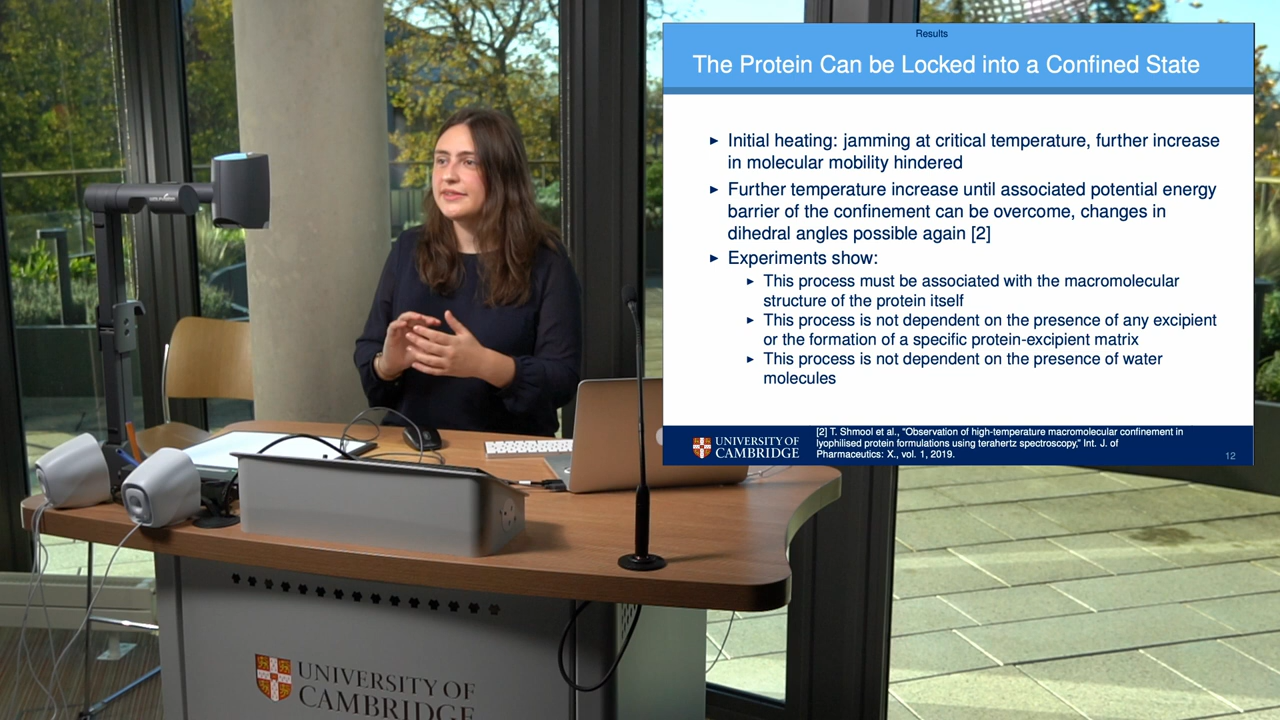 Results
The Protein Can be Locked into a Confined State
▸ Initial heating: jamming at critical temperature, further increase
in molecular mobility hindered
▸ Further temperature increase until associated potential energy
barrier of the confinement can be overcome, changes in
dihedral angles possible again [2]
▸ Experiments show:
▸ This process must be associated with the macromolecular
structure of the protein itself
▸ This process is not dependent on the presence of any excipient
or the formation of a specific protein-excipient matrix
▸ This process is not dependent on the presence of water
molecules
UNIVERSITY OF
CAMBRIDGE
[2] T. Shmool et al., “Observation of high-temperature macromolecular confinement in
lyophilised protein formulations using terahertz spectroscopy,” Int. J. of
Pharmaceutics: X., vol. 1, 2019.
12
UNIVERSITY OF
CAMBRIDGE